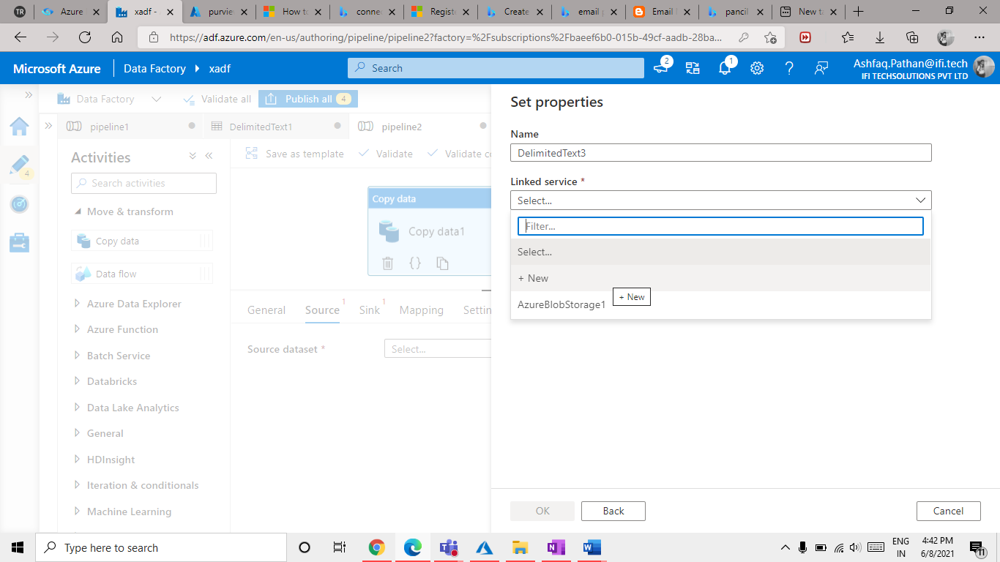 TR
Azure
xadf -
purvie
How to
connec
Registe
Create
email p
Email
pancil
New ta
https://adf.azure.com/en-us/authoring/pipeline/pipeline2?factory=%2Fsubscriptions%2Fbaeef6b0-015b-49cf-aadb-28ba...
Microsoft Azure
Data Factory
xadf
Search
2
1
Ashfaq.Pathan@ifi.tech
IFI TECHSOLUTIONS PVT LTD
Data Factory
Validate all
Publish all
4
pipeline1
DelimitedText1
pipeline2
4
Activities
Search activities
Move & transform
Copy data
Data flow
Azure Data Explorer
Azure Function
Batch Service
Databricks
Data Lake Analytics
General
HDInsight
Iteration & conditionals
Machine Learning
Save as template
Validate
Validate co
Copy data
Copy data1
General
Source 1
Sink 1
Mapping
Settin
Source dataset *
Select...
Set properties
Name
DelimitedText3
Linked service *
Select...
Filter...
Select...
+ New
+ New
AzureBlobStorage1
OK
Back
Cancel
Type here to search
ENG
IN
4:42 PM
6/8/2021
11